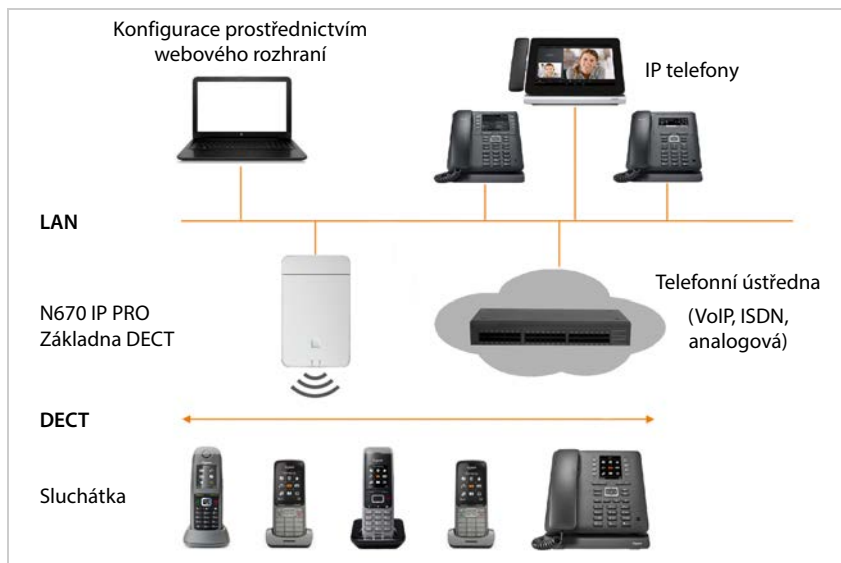 Konfigurace prostřednictvím
webového rozhraní
IP telefony
LAN
N670 IP PRO
Základna DECT
Telefonní ústředna
(VoIP, ISDN,
analogová)
DECT
Sluchátka